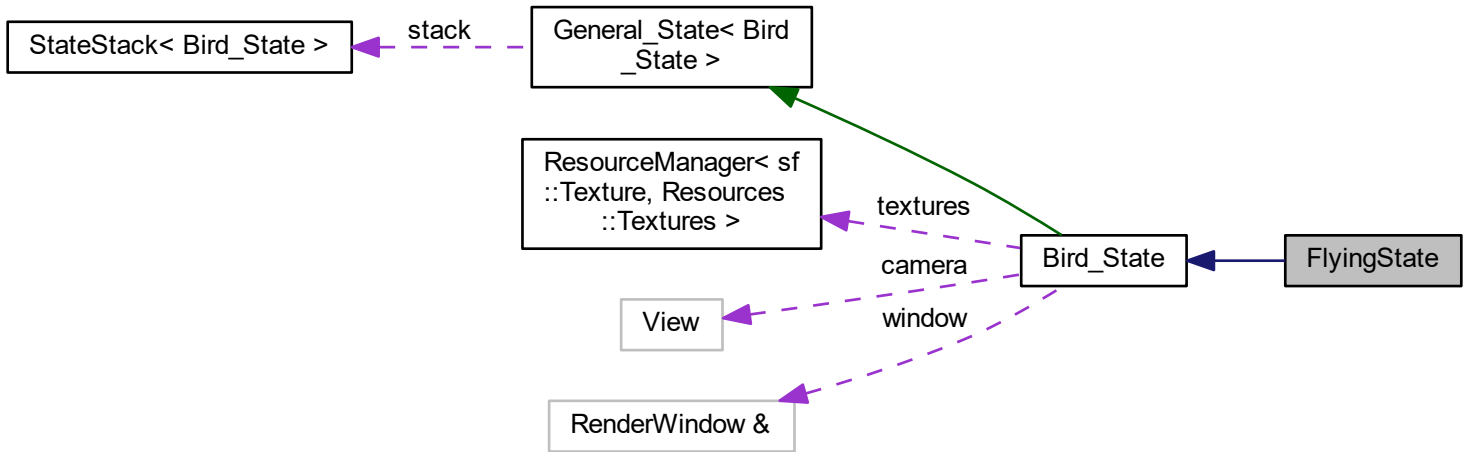 StateStack< Bird_State >
stack
General_State< Bird
_State >
ResourceManager< sf
::Texture, Resources
::Textures >
textures
camera
window
View
RenderWindow &
Bird_State
FlyingState